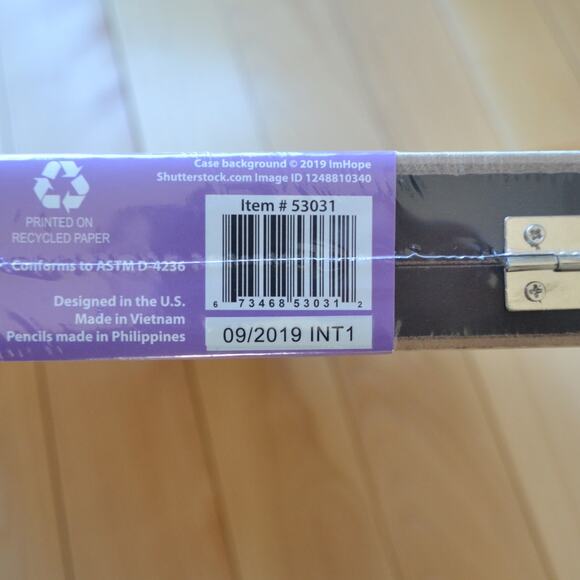 Case background © 2019 ImHope
Shutterstock.com Image ID 1248810340
PRINTED ON
RECYCLED PAPER
Item # 53031
Conforms to ASTM D-4236
6 73468 53031 2
Designed in the U.S.
Made in Vietnam
Pencils made in Philippines
09/2019 INT1